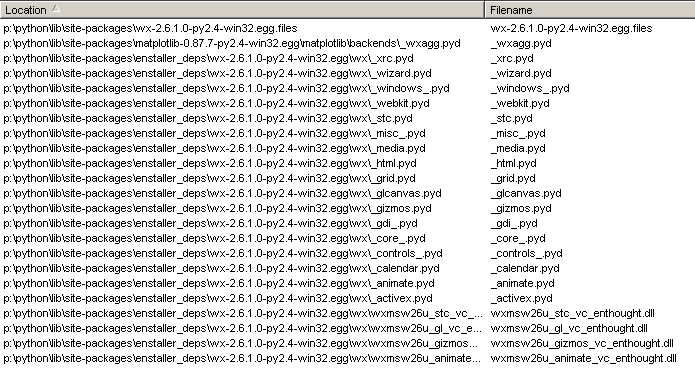 Location Filename
p:\python\lib\site-packages\wx-2.6.1.0-py2.4-win32.egg.files wx-2.6.1.0-py2.4-win32.egg.files
p:\python\lib\site-packages\matplotlib-0.87.7-py2.4-win32.egg\matplotlib\backends\_wxagg.pyd _wxagg.pyd
p:\python\lib\site-packages\enstaller_deps\wx-2.6.1.0-py2.4-win32.egg\wx\_xrc.pyd _xrc.pyd
p:\python\lib\site-packages\enstaller_deps\wx-2.6.1.0-py2.4-win32.egg\wx\_wizard.pyd _wizard.pyd
p:\python\lib\site-packages\enstaller_deps\wx-2.6.1.0-py2.4-win32.egg\wx\_windows_.pyd _windows_.pyd
p:\python\lib\site-packages\enstaller_deps\wx-2.6.1.0-py2.4-win32.egg\wx\_webkit.pyd _webkit.pyd
p:\python\lib\site-packages\enstaller_deps\wx-2.6.1.0-py2.4-win32.egg\wx\_stc.pyd _stc.pyd
p:\python\lib\site-packages\enstaller_deps\wx-2.6.1.0-py2.4-win32.egg\wx\_misc_.pyd _misc_.pyd
p:\python\lib\site-packages\enstaller_deps\wx-2.6.1.0-py2.4-win32.egg\wx\_media.pyd _media.pyd
p:\python\lib\site-packages\enstaller_deps\wx-2.6.1.0-py2.4-win32.egg\wx\_html.pyd _html.pyd
p:\python\lib\site-packages\enstaller_deps\wx-2.6.1.0-py2.4-win32.egg\wx\_grid.pyd _grid.pyd
p:\python\lib\site-packages\enstaller_deps\wx-2.6.1.0-py2.4-win32.egg\wx\_glcanvas.pyd _glcanvas.pyd
p:\python\lib\site-packages\enstaller_deps\wx-2.6.1.0-py2.4-win32.egg\wx\_gizmos.pyd _gizmos.pyd
p:\python\lib\site-packages\enstaller_deps\wx-2.6.1.0-py2.4-win32.egg\wx\_gdi_.pyd _gdi_.pyd
p:\python\lib\site-packages\enstaller_deps\wx-2.6.1.0-py2.4-win32.egg\wx\_core_.pyd _core_.pyd
p:\python\lib\site-packages\enstaller_deps\wx-2.6.1.0-py2.4-win32.egg\wx\_controls_.pyd _controls_.pyd
p:\python\lib\site-packages\enstaller_deps\wx-2.6.1.0-py2.4-win32.egg\wx\_calendar.pyd _calendar.pyd
p:\python\lib\site-packages\enstaller_deps\wx-2.6.1.0-py2.4-win32.egg\wx\_animate.pyd _animate.pyd
p:\python\lib\site-packages\enstaller_deps\wx-2.6.1.0-py2.4-win32.egg\wx\_activex.pyd _activex.pyd
p:\python\lib\site-packages\enstaller_deps\wx-2.6.1.0-py2.4-win32.egg\wx\wxmsw26u_stc_vc_... wxmsw26u_stc_vc_enthought.dll
p:\python\lib\site-packages\enstaller_deps\wx-2.6.1.0-py2.4-win32.egg\wx\wxmsw26u_gl_vc_e... wxmsw26u_gl_vc_enthought.dll
p:\python\lib\site-packages\enstaller_deps\wx-2.6.1.0-py2.4-win32.egg\wx\wxmsw26u_gizmos... wxmsw26u_gizmos_vc_enthought.dll
p:\python\lib\site-packages\enstaller_deps\wx-2.6.1.0-py2.4-win32.egg\wx\wxmsw26u_animate... wxmsw26u_animate_vc_enthought.dll